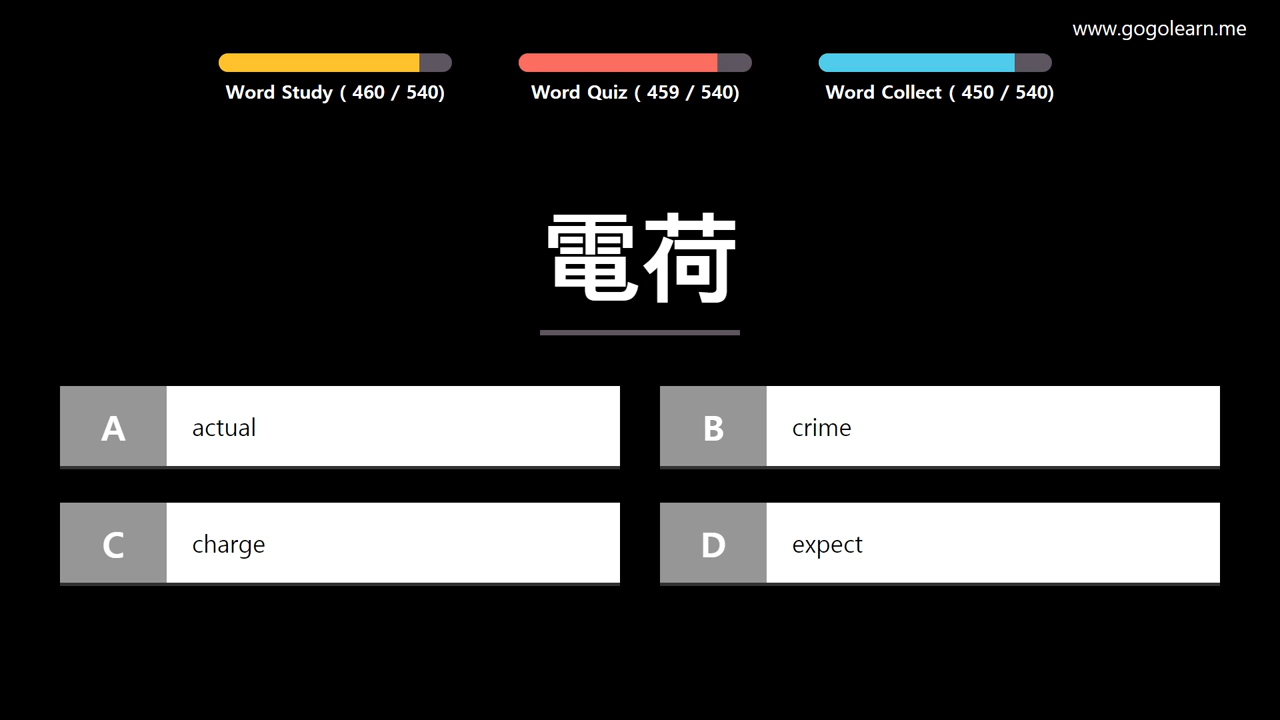 www.gogolearn.me
Word Study ( 460 / 540)
Word Quiz ( 459 / 540)
Word Collect ( 450 / 540)
電荷
A actual
B crime
C charge
D expect